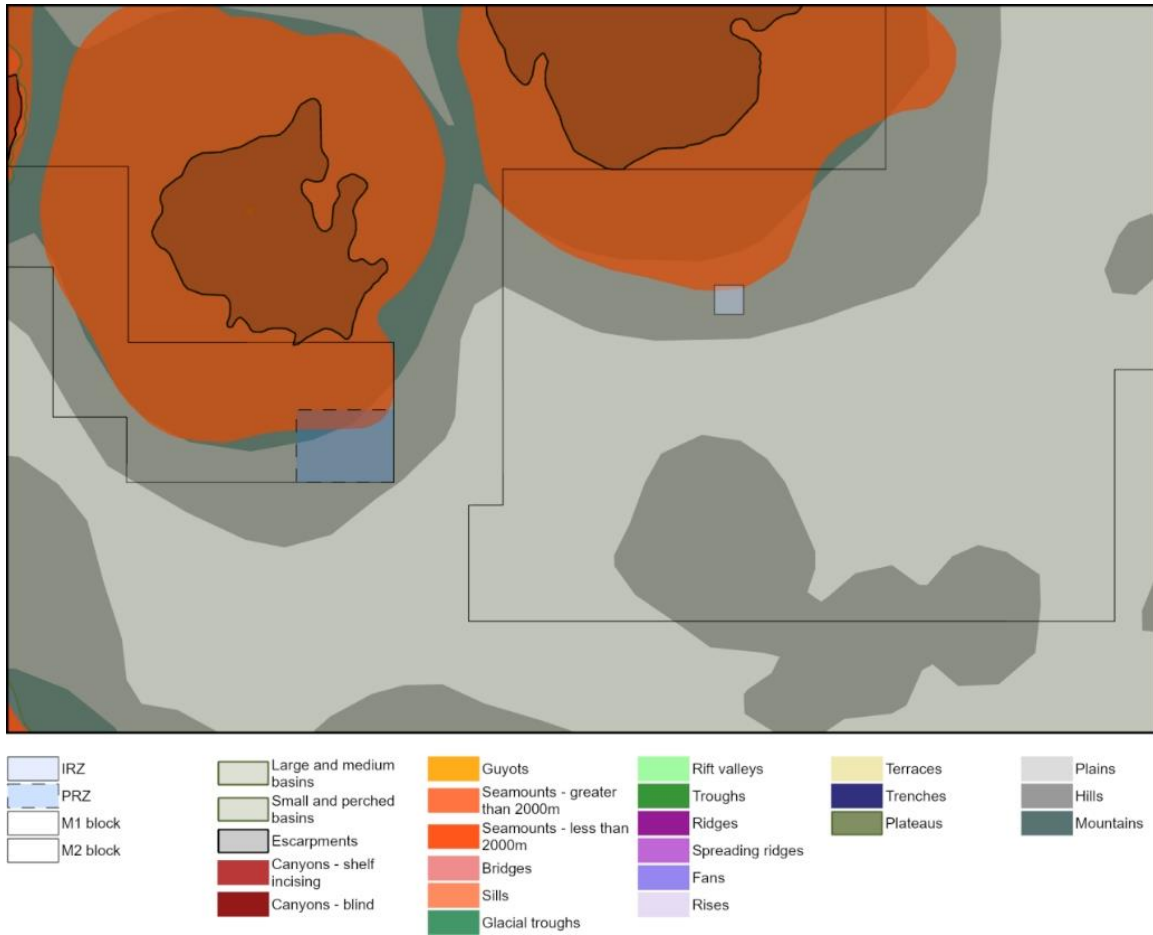 IRZ
PRZ
M1 block
M2 block
Large and medium
basins
Small and perched
basins
Escarpments
Canyons - shelf
incising
Canyons - blind
Guyots
Seamounts - greater
than 2000m
Seamounts - less than
2000m
Bridges
Sills
Glacial troughs
Rift valleys
Troughs
Ridges
Spreading ridges
Fans
Rises
Terraces
Trenches
Plateaus
Plains
Hills
Mountains